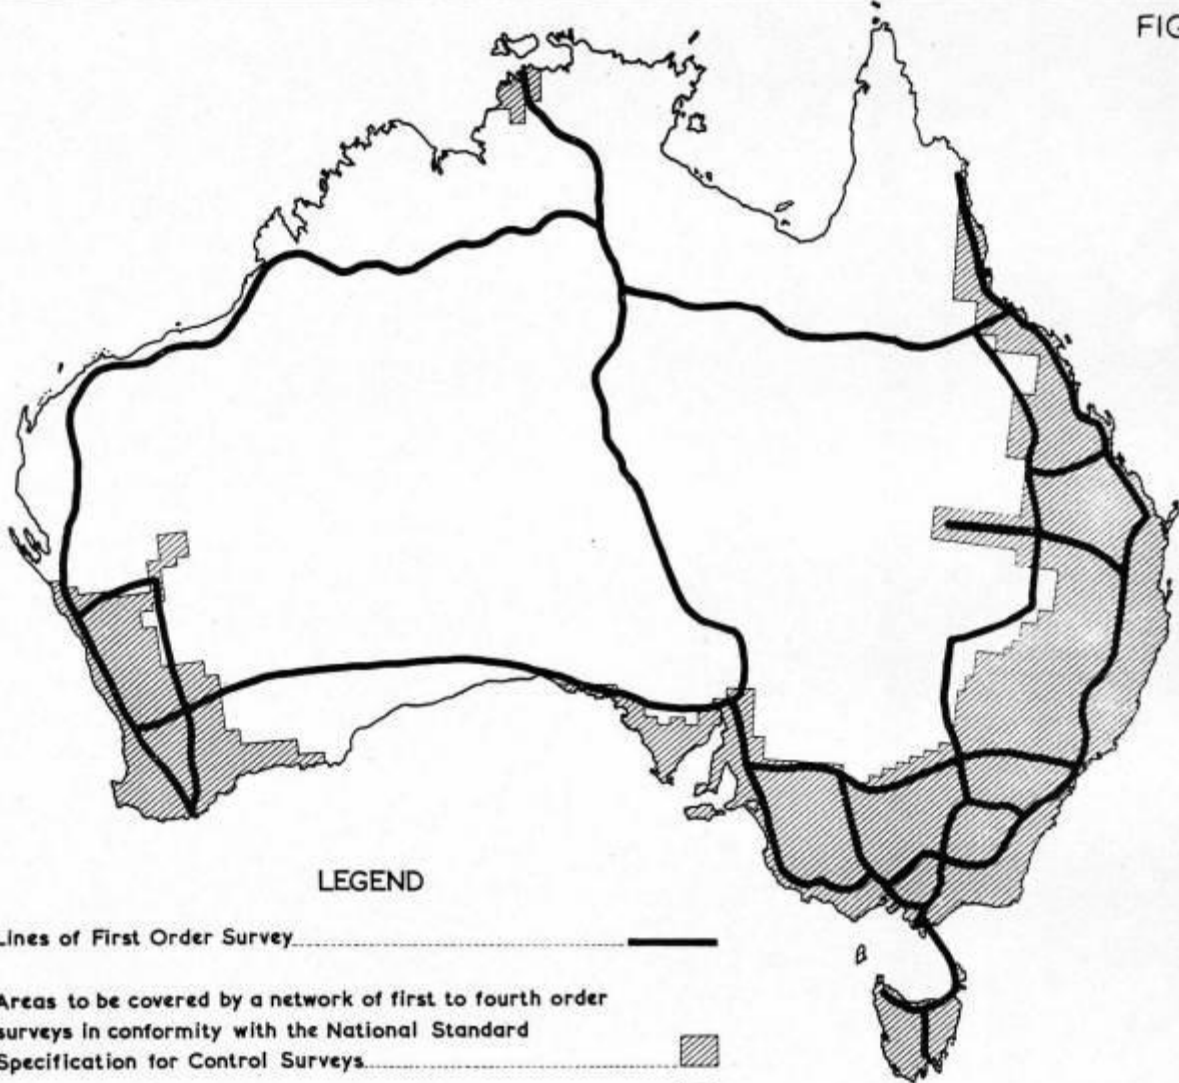 FIG
LEGEND
Lines of First Order Survey
Areas to be covered by a network of first to fourth order
surveys in conformity with the National Standard
Specification for Control Surveys